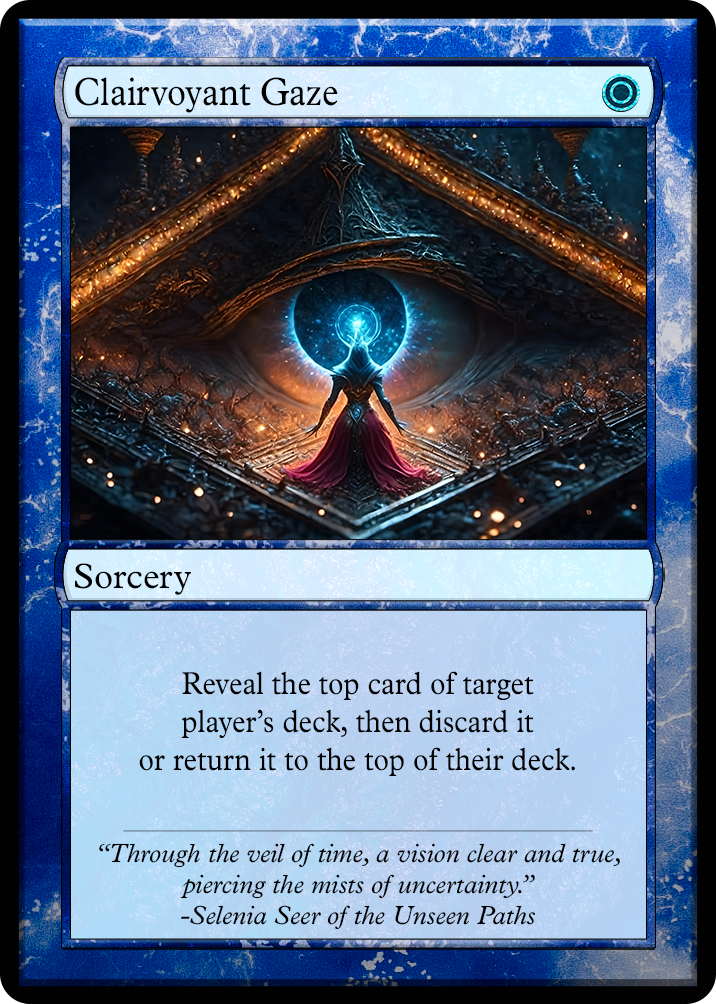 Clairvoyant Gaze
Sorcery
Reveal the top card of target
player's deck, then discard it
or return it to the top of their deck.
“Through the veil of time, a vision clear and true,
piercing the mists of uncertainty.”
-Selenia Seer of the Unseen Paths